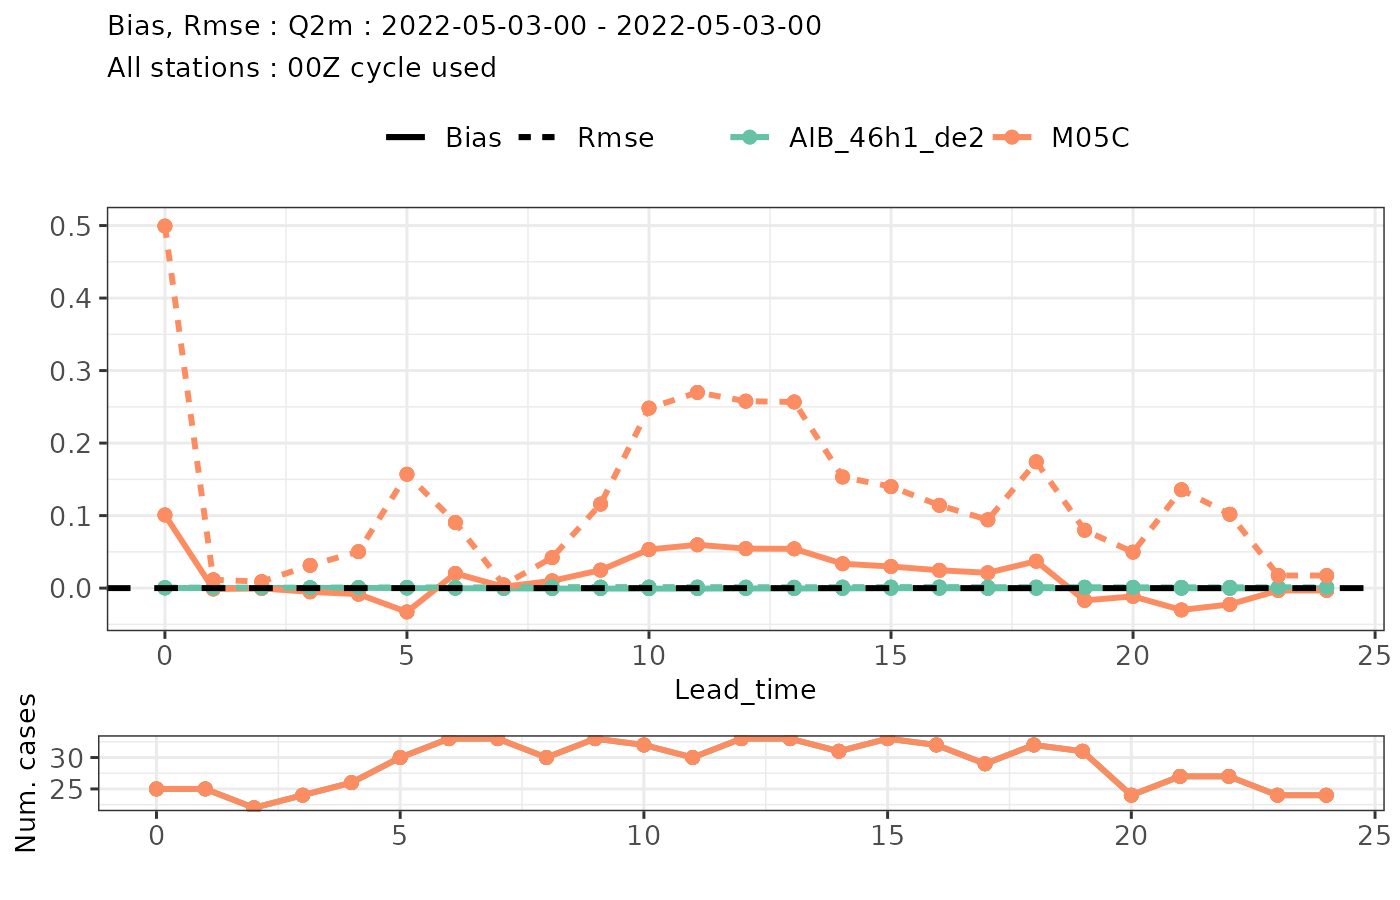 Bias, Rmse : Q2m : 2022-05-03-00 - 2022-05-03-00
All stations : 00Z cycle used
Bias Rmse AIB_46h1_de2 M05C
0.5
0.4
0.3
0.2
0.1
0.0
0 5 10 15 20 25
Lead_time
Num. cases
30
25
0 5 10 15 20 25